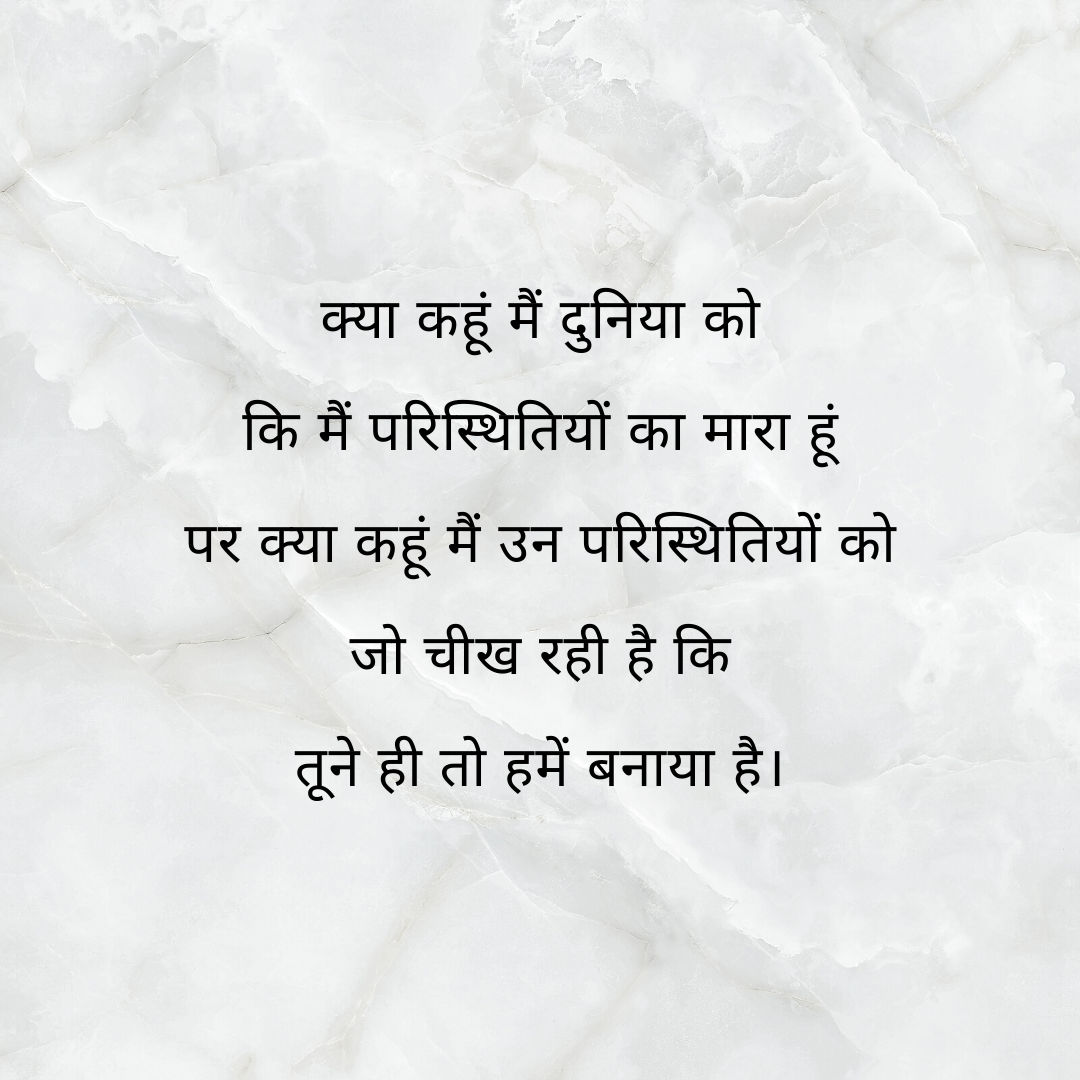 क्या कहूं मैं दुनिया को
कि मैं परिस्थितियों का मारा हूं
पर क्या कहूं मैं उन परिस्थितियों को
जो चीख रही है कि
तूने ही तो हमें बनाया है।